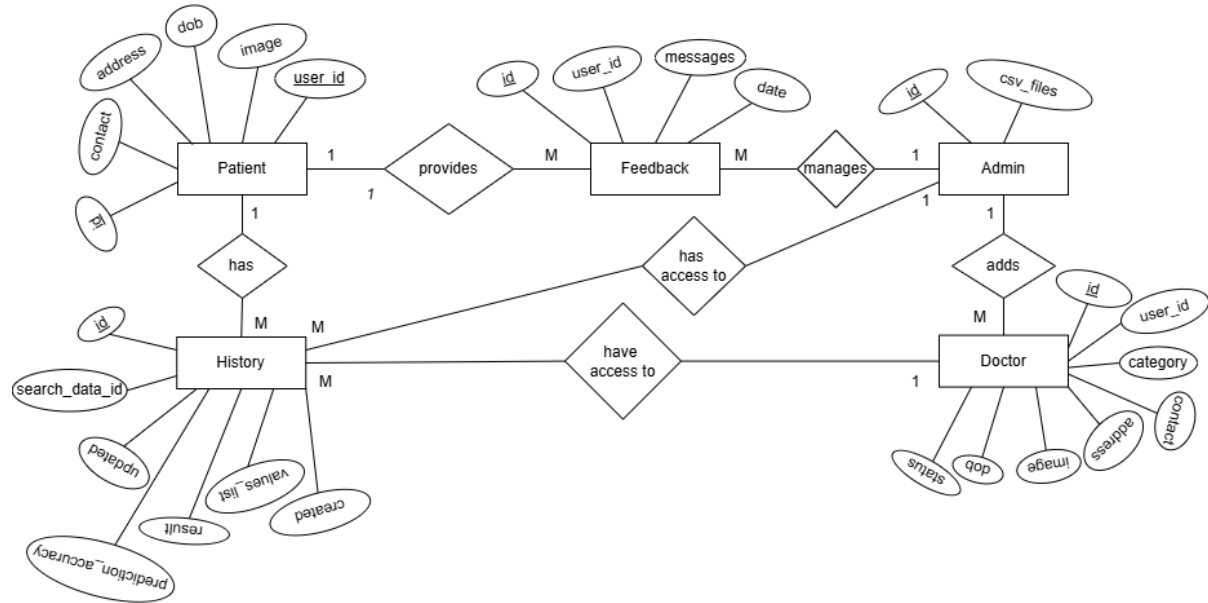 dob
image
address
user_id
contact
id
Patient
1
1
provides
M
id
user_id
messages
date
Feedback
M
manages
1
id
csv_files
Admin
1
1
1
has
M
has
access to
M
adds
M
id
search_data_id
updated
prediction_accuracy
result
values_list
created
History
M
have
access to
1
Doctor
id
user_id
category
contact
address
image
dob
status